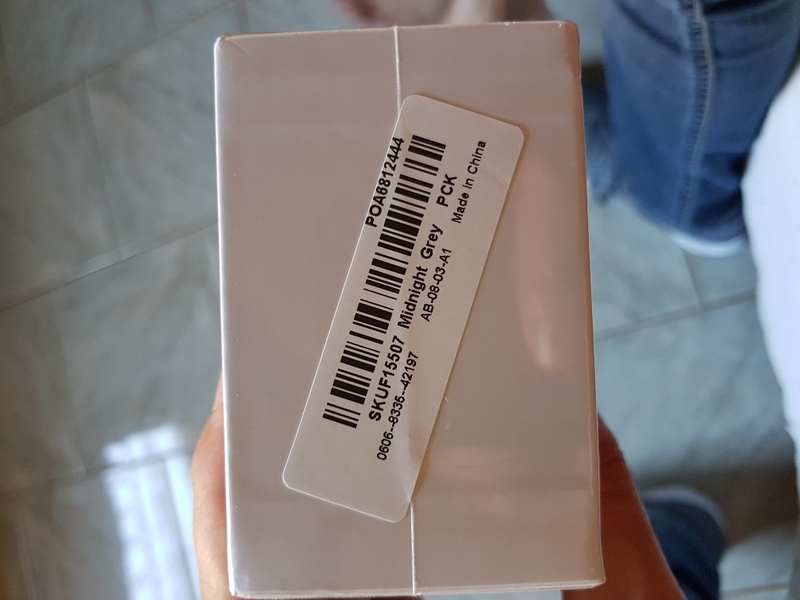 POA6812444
SKUF15507 Midnight Grey PCK
0606--8335--42197 AB-08-03-A1 Made in China